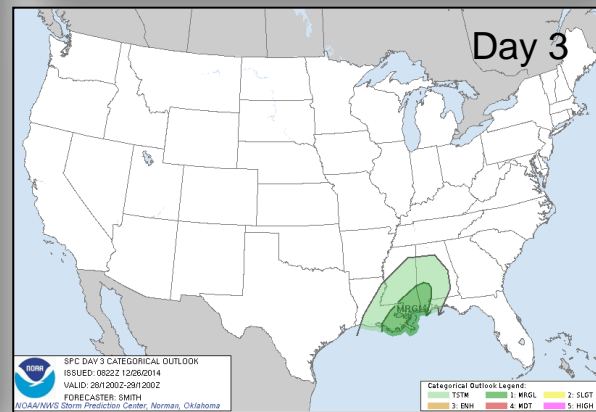 Day 3
MRGL
NOAA
SPC DAY 3 CATEGORICAL OUTLOOK
ISSUED: 0822Z 12/26/2014
VALID: 28/1200Z-29/1200Z
FORECASTER: SMITH
NOAA/NWS Storm Prediction Center, Norman, Oklahoma
Categorical Outlook Legend:
TSTM 1: MRGL 2: SLGT
3: ENH 4: MDT 5: HIGH